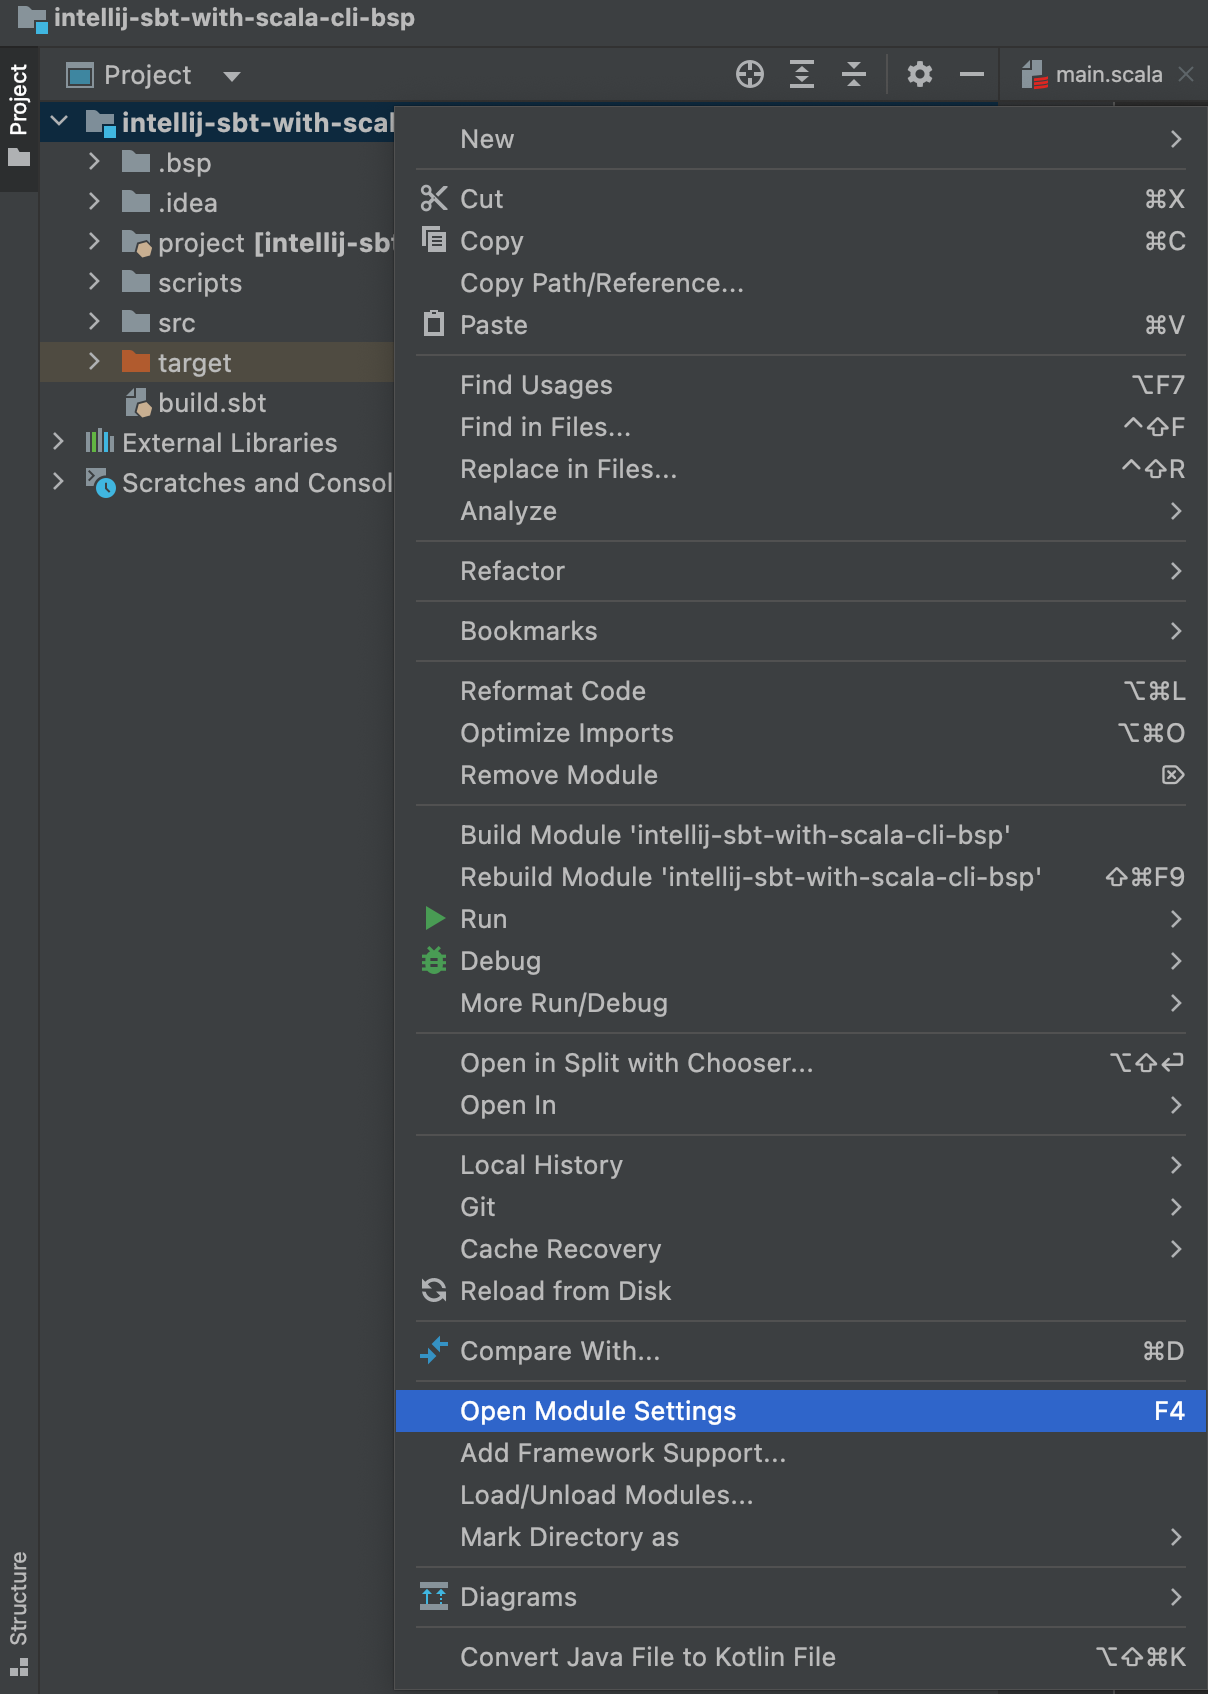 intellij-sbt-with-scala-cli-bsp
Project
Project
main.scala
intellij-sbt-with-scal
.bsp
.idea
project [intellij-sbt
scripts
src
target
build.sbt
External Libraries
Scratches and Consol
New
Cut ⌘X
Copy ⌘C
Copy Path/Reference...
Paste ⌘V
Find Usages ⌥F7
Find in Files... ^⇧F
Replace in Files... ^⇧R
Analyze
Refactor
Bookmarks
Reformat Code ⌥⌘L
Optimize Imports ⌥⌘O
Remove Module ⌦
Build Module 'intellij-sbt-with-scala-cli-bsp'
Rebuild Module 'intellij-sbt-with-scala-cli-bsp' ⇧⌘F9
Run
Debug
More Run/Debug
Open in Split with Chooser... ⌥⇧↩
Open In
Local History
Git
Cache Recovery
Reload from Disk
Compare With... ⌘D
Open Module Settings F4
Add Framework Support...
Load/Unload Modules...
Mark Directory as
Diagrams
Convert Java File to Kotlin File ⌥⇧⌘K
Structure